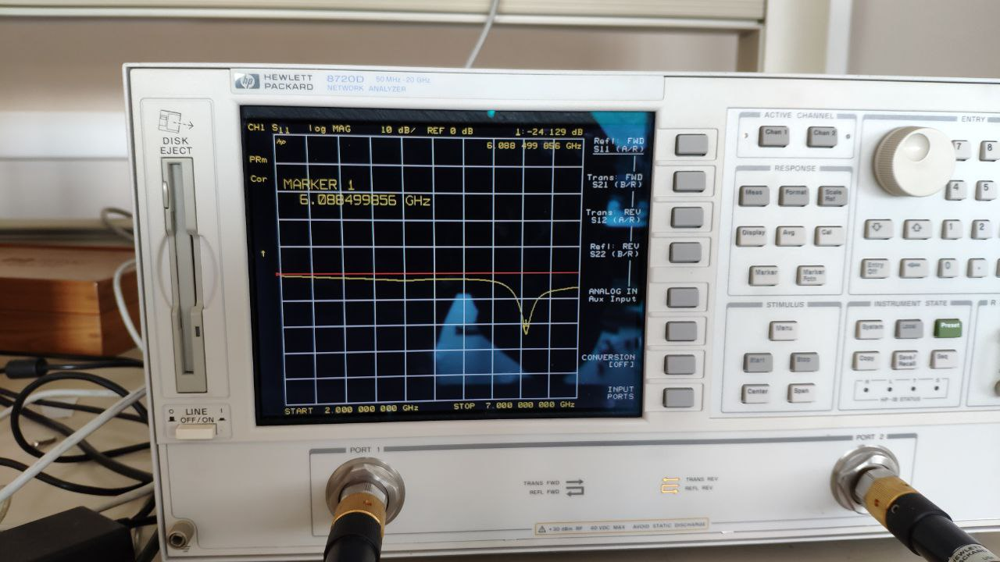 hp HEWLETT PACKARD
8720D 50 MHz - 20 GHz
NETWORK ANALYZER
DISK EJECT
LINE OFF/ON
CH1 S11 log MAG 10 dB/ REF 0 dB 1:-24.129 dB
hp 6.088 499 856 GHz
PRm
Cor
MARKER 1
6.088499856 GHz
START 2.000 000 000 GHz STOP 7.000 000 000 GHz
Refl: FWD
S11 (A/R)
Trans: FWD
S21 (B/R)
Trans: REV
S12 (A/R)
Refl: REV
S22 (B/R)
ANALOG IN
Aux Input
CONVERSION
[OFF]
INPUT
PORTS
ACTIVE CHANNEL
Chan 1 Chan 2
RESPONSE
Meas Format Scale Ref
Display Avg Cal
Marker Marker Fctn
STIMULUS
Menu
Start Stop
Center Span
ENTRY
7 8
4 5
1 2
Entry Off 0 .
INSTRUMENT STATE
System Local Preset
Copy Save/Recall Seq
R L T S
HP-IB STATUS
R
PORT 1
PORT 2
TRANS FWD
REFL FWD
TRANS REV
REFL REV
+30 dBm RF 40 VDC MAX AVOID STATIC DISCHARGE
HEWLETT
PACKARD